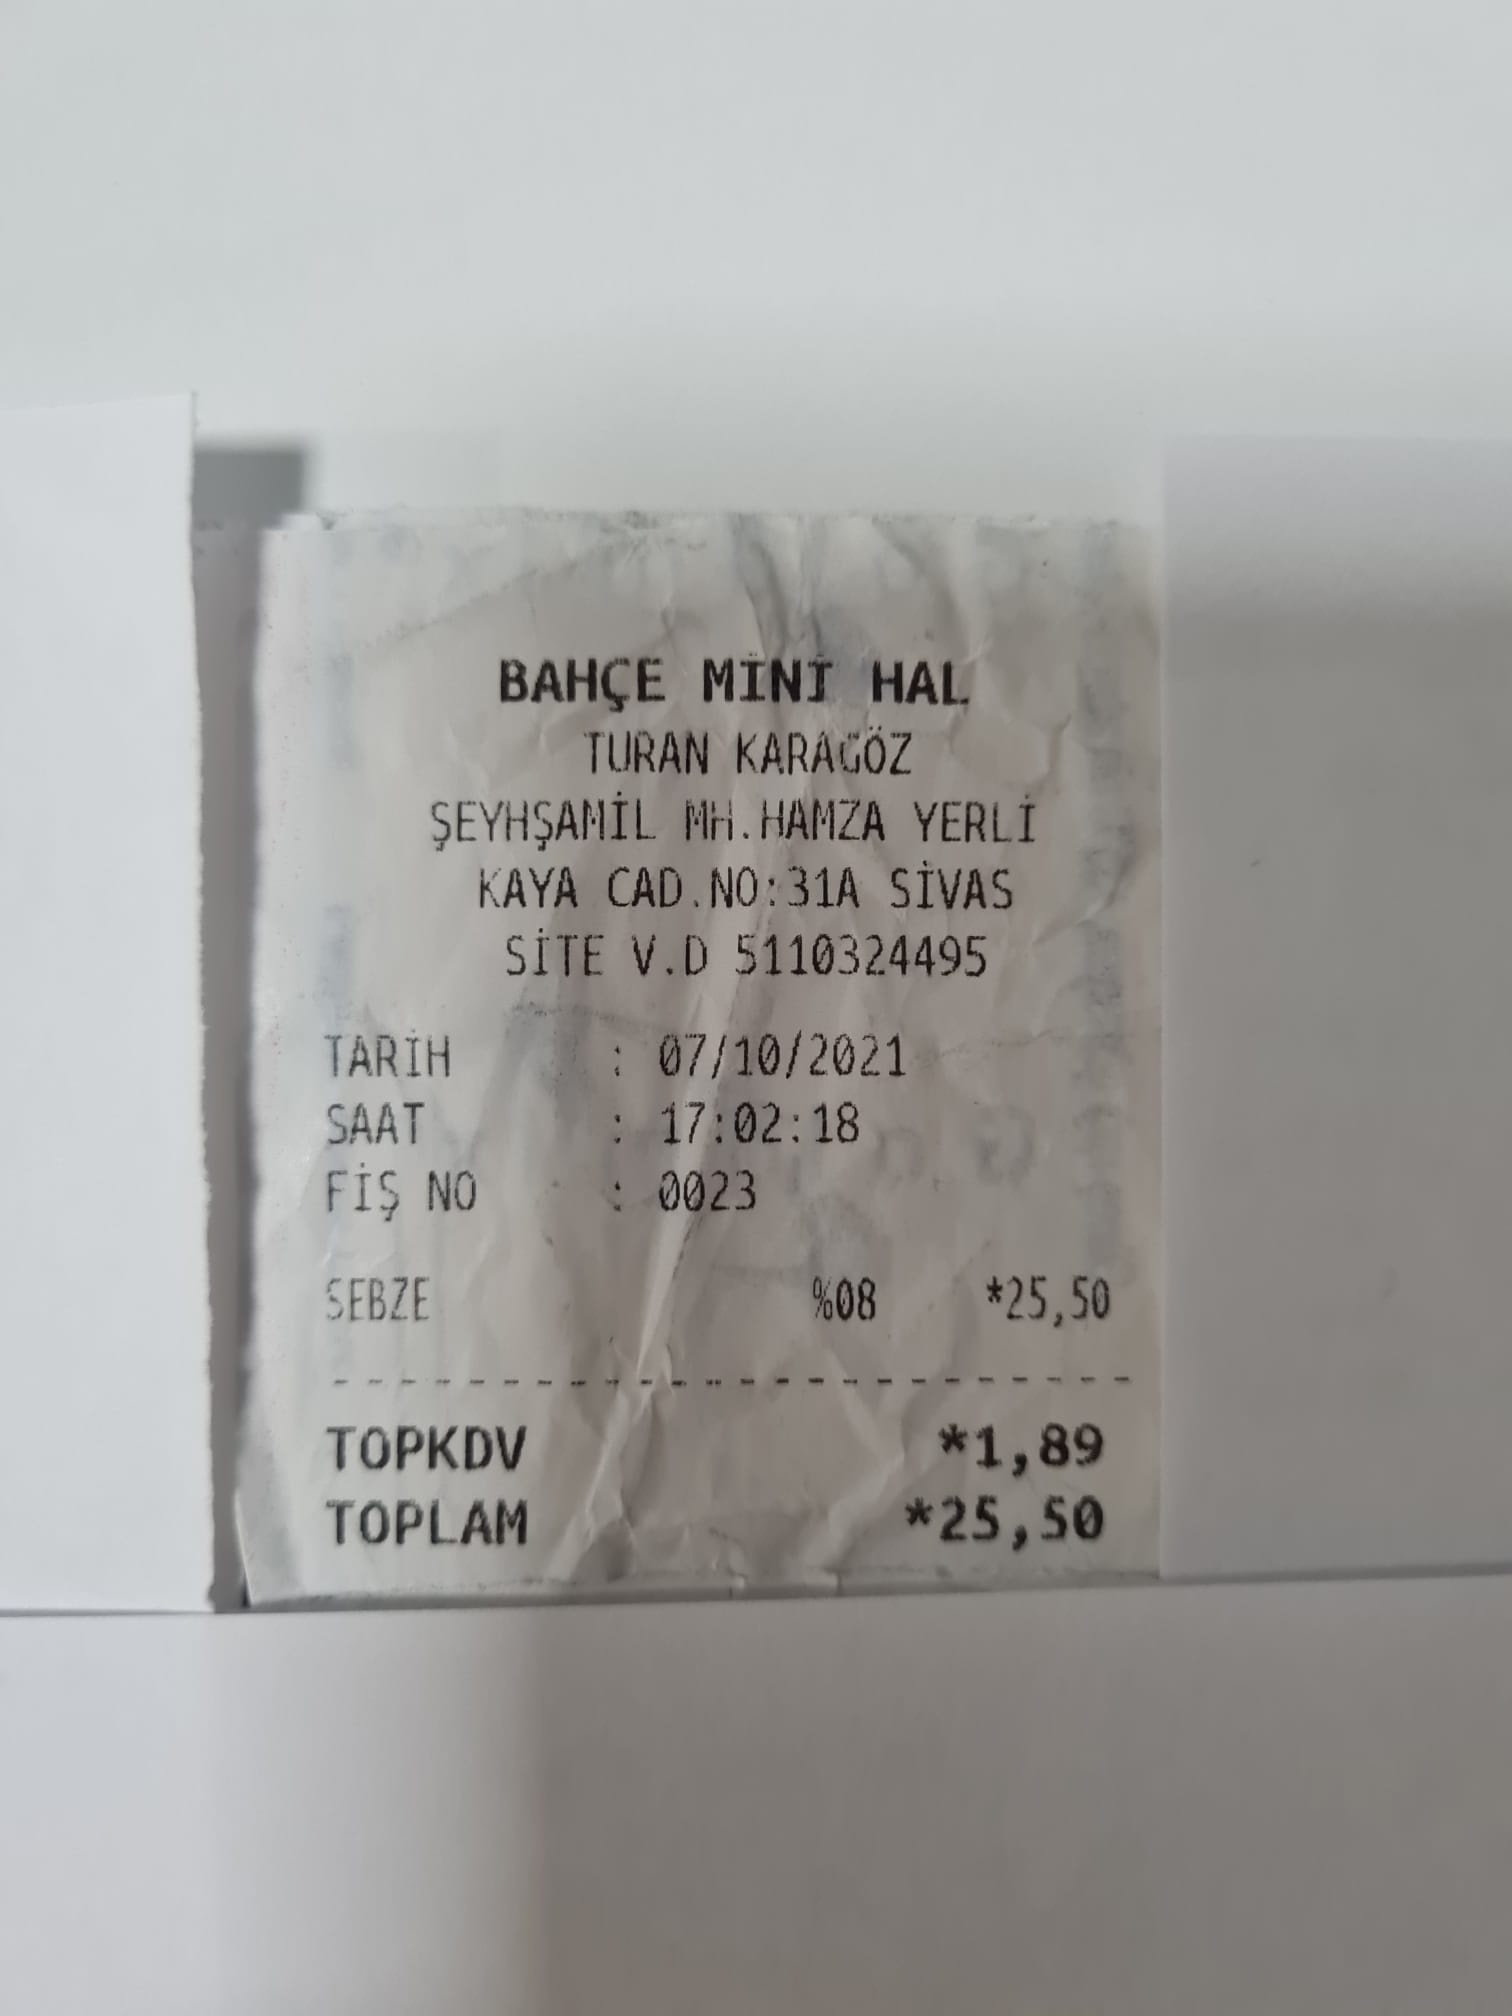 BAHÇE MİNİ HAL
TURAN KARAGÖZ
ŞEYHŞAMİL MH.HAMZA YERLİ
KAYA CAD.NO:31A SİVAS
SİTE V.D 5110324495
TARİH : 07/10/2021
SAAT : 17:02:18
FİŞ NO : 0023
SEBZE %08 *25,50
TOPKDV *1,89
TOPLAM *25,50